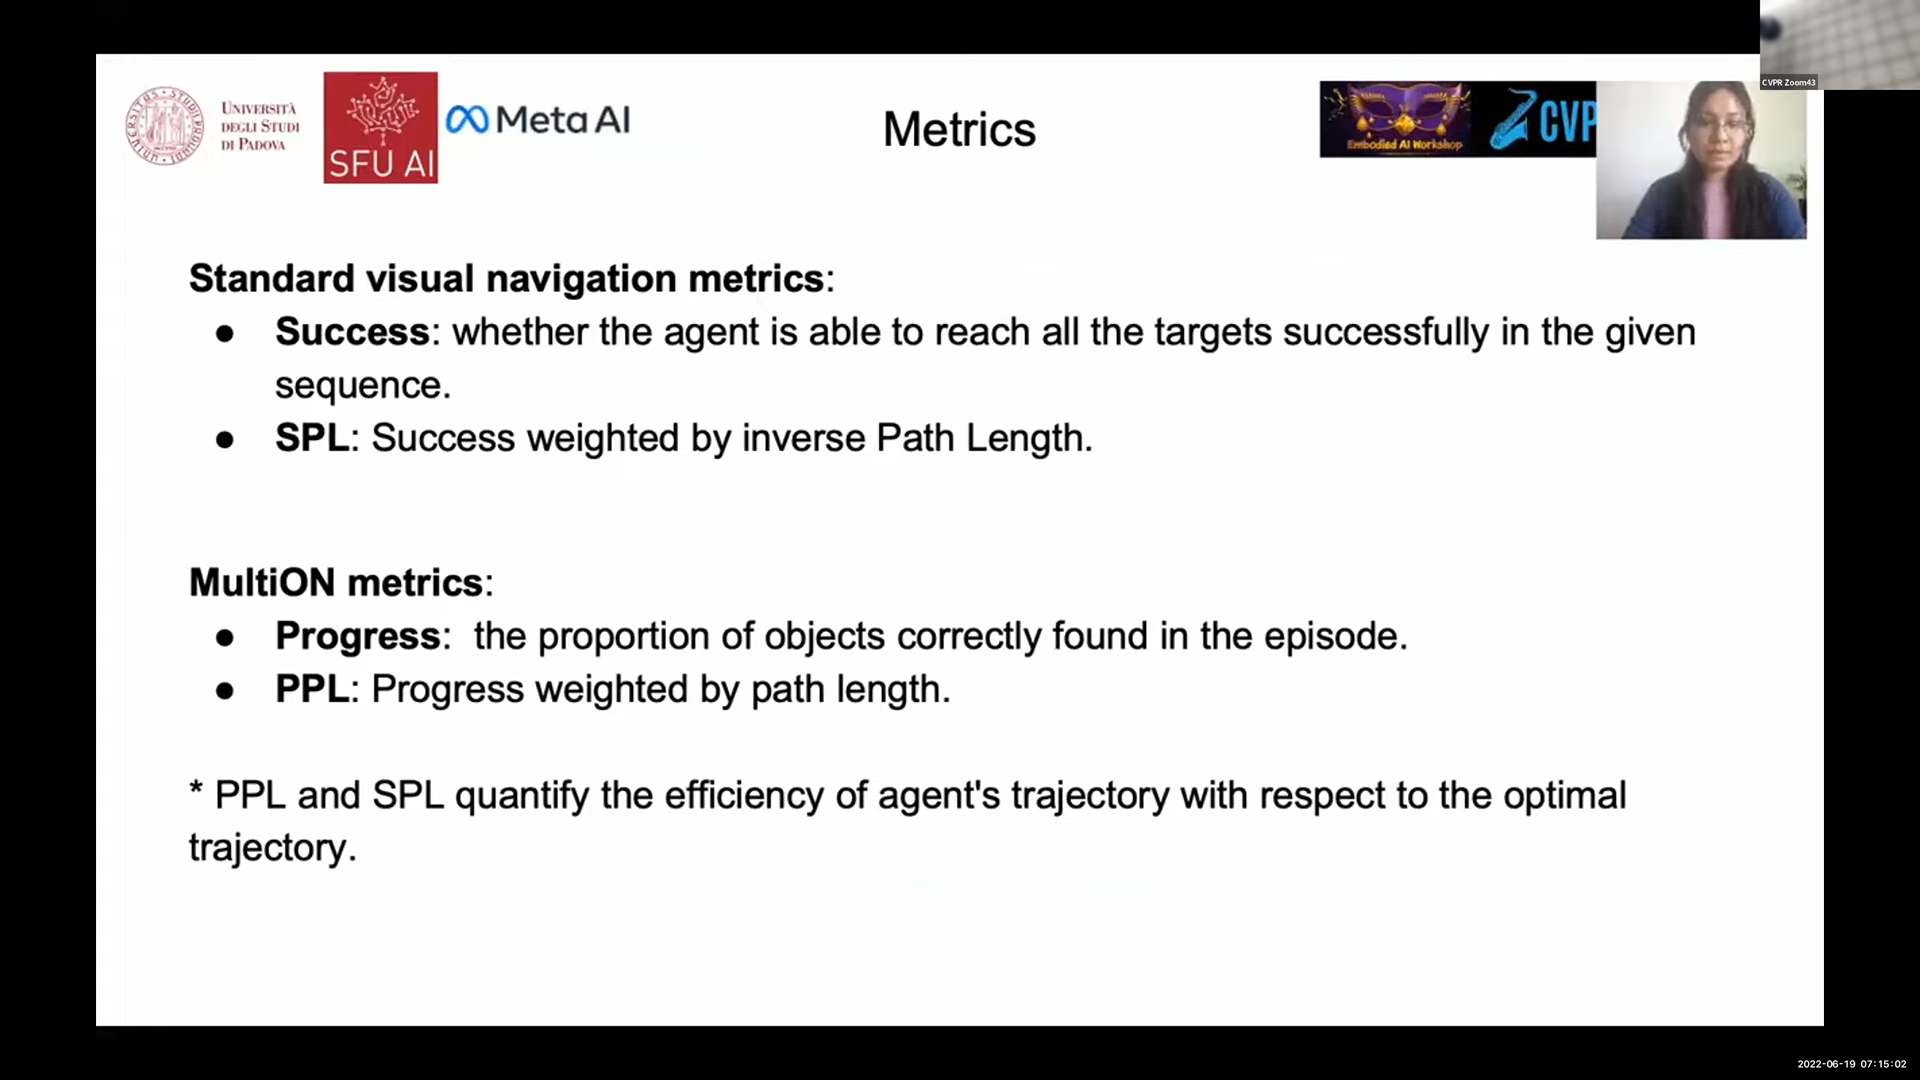 UNIVERSITÀ
DEGLI STUDI
DI PADOVA
SFU AI
Meta AI
Metrics
Embodied AI Workshop
CVP
CVPR Zoom43
Standard visual navigation metrics:
● Success: whether the agent is able to reach all the targets successfully in the given
sequence.
● SPL: Success weighted by inverse Path Length.
MultiON metrics:
● Progress: the proportion of objects correctly found in the episode.
● PPL: Progress weighted by path length.
* PPL and SPL quantify the efficiency of agent's trajectory with respect to the optimal
trajectory.
2022-06-19 07:15:02